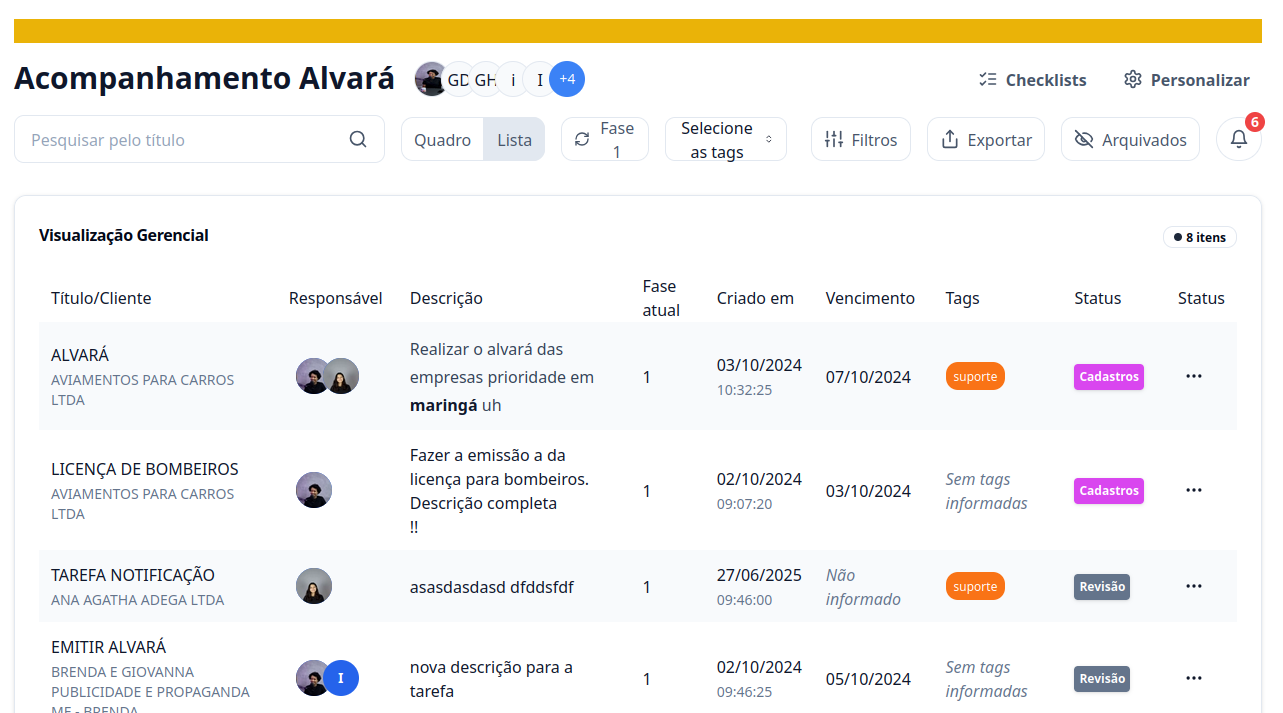 Acompanhamento Alvará
GD GH i I +4
Checklists
Personalizar
Pesquisar pelo título
Quadro
Lista
Fase
1
Selecione
as tags
Filtros
Exportar
Arquivados
6
Visualização Gerencial
8 itens
Título/Cliente
Responsável
Descrição
Fase
atual
Criado em
Vencimento
Tags
Status
Status
ALVARÁ
AVIAMENTOS PARA CARROS
LTDA
Realizar o alvará das
empresas prioridade em
maringá uh
1
03/10/2024
10:32:25
07/10/2024
suporte
Cadastros
LICENÇA DE BOMBEIROS
AVIAMENTOS PARA CARROS
LTDA
Fazer a emissão a da
licença para bombeiros.
Descrição completa
!!
1
02/10/2024
09:07:20
03/10/2024
Sem tags
informadas
Cadastros
TAREFA NOTIFICAÇÃO
ANA AGATHA ADEGA LTDA
asasdasdasd dfddsfdf
1
27/06/2025
09:46:00
Não
informado
suporte
Revisão
EMITIR ALVARÁ
BRENDA E GIOVANNA
PUBLICIDADE E PROPAGANDA
ME - BRENDA
I
nova descrição para a
tarefa
1
02/10/2024
09:46:25
05/10/2024
Sem tags
informadas
Revisão